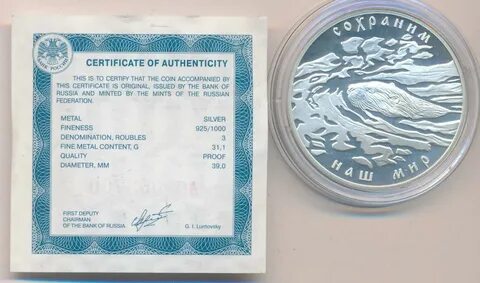 CERTIFICATE OF AUTHENTICITY
THIS IS TO CERTIFY THAT THE COIN ACCOMPANIED BY
THIS CERTIFICATE IS ORIGINAL, ISSUED BY THE BANK OF
RUSSIA AND MINTED BY THE MINTS OF THE RUSSIAN
FEDERATION.
METAL SILVER
FINENESS 925/1000
DENOMINATION, ROUBLES 3
FINE METAL CONTENT, G 31,1
QUALITY PROOF
DIAMETER, MM 39,0
FIRST DEPUTY
CHAIRMAN
OF THE BANK OF RUSSIA G. I. Luntovsky
СОХРАНИМ
НАШ МИР